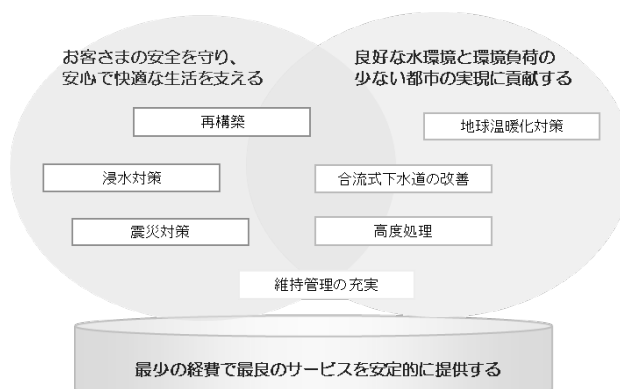 お客さまの安全を守り、
安心で快適な生活を支える
良好な水環境と環境負荷の
少ない都市の実現に貢献する
再構築
地球温暖化対策
浸水対策
合流式下水道の改善
震災対策
高度処理
維持管理の充実
最少の経費で最良のサービスを安定的に提供する